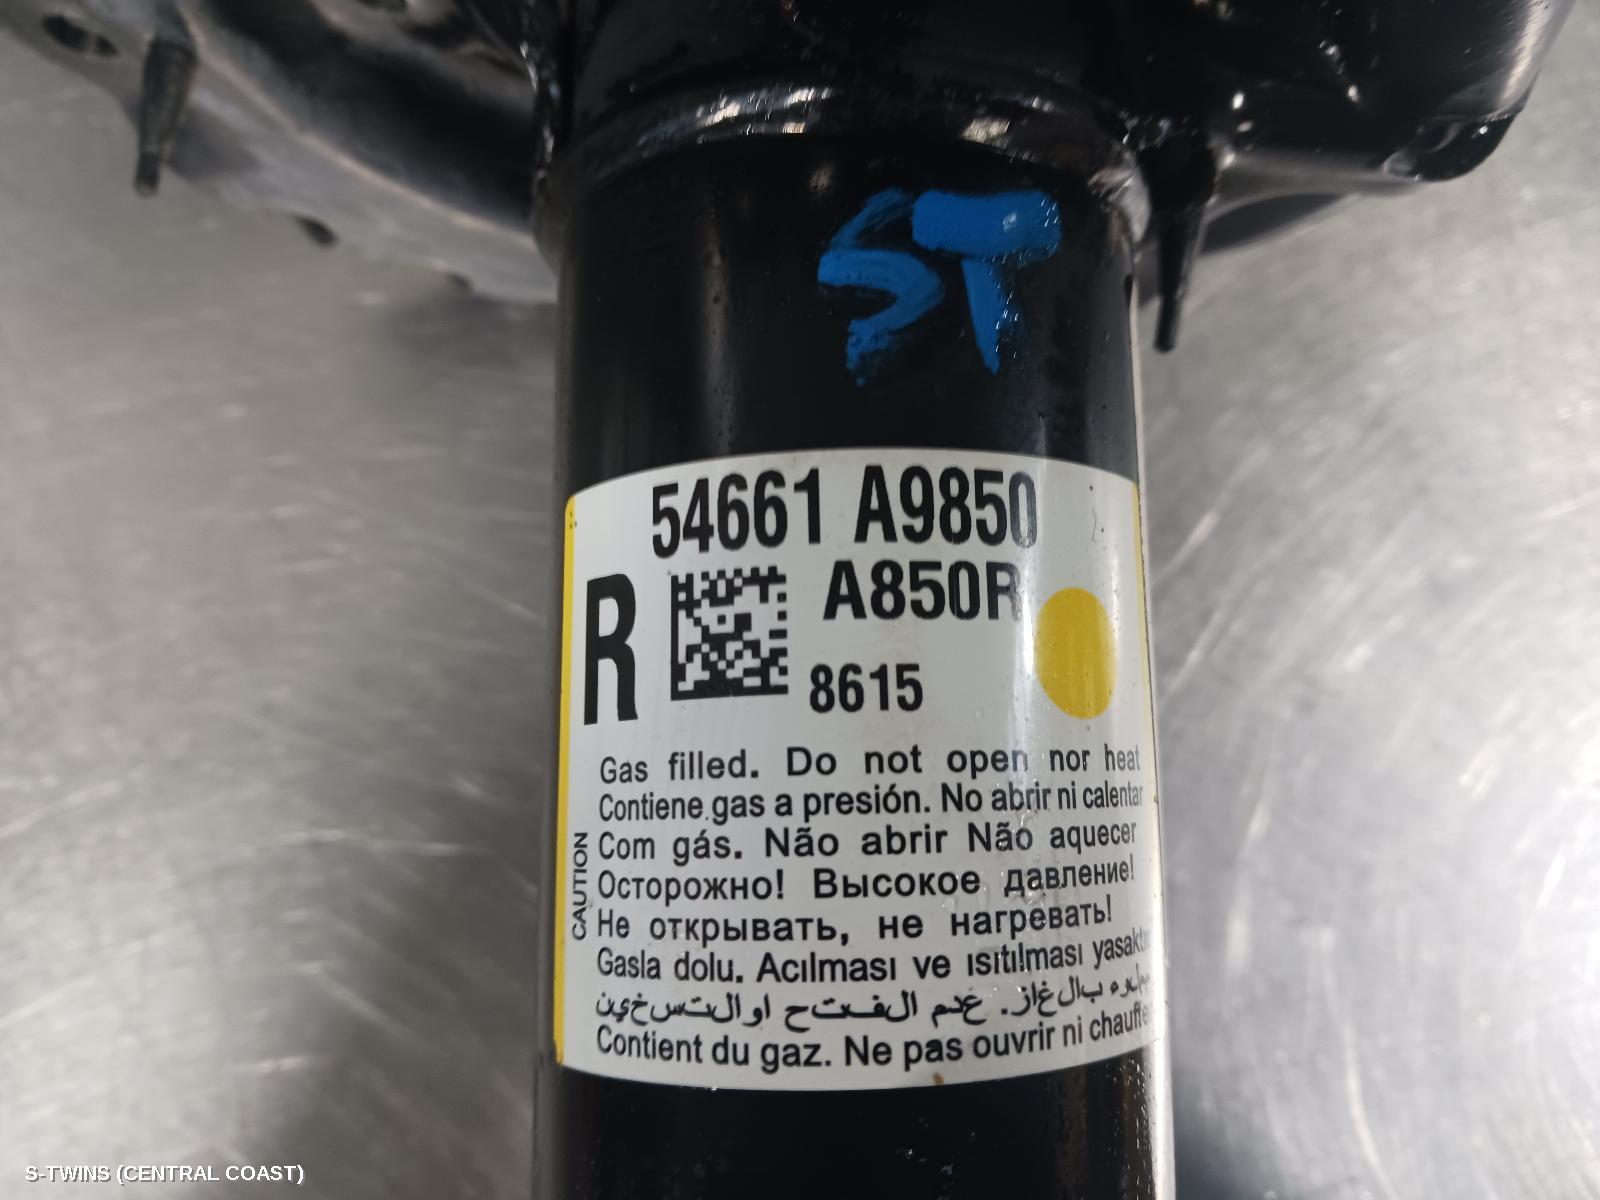 ST
54661 A9850
R
A850R
8615
CAUTION
Gas filled. Do not open nor heat
Contiene gas a presión. No abrir ni calentar
Com gás. Não abrir Não aquecer
Осторожно! Высокое давление!
Не открывать, не нагревать!
Gasla dolu. Acılması ve ısıtılması
بالغاز. عدم الفتح او التسخين
Contient du gaz. Ne pas ouvrir ni
S-TWINS (CENTRAL COAST)